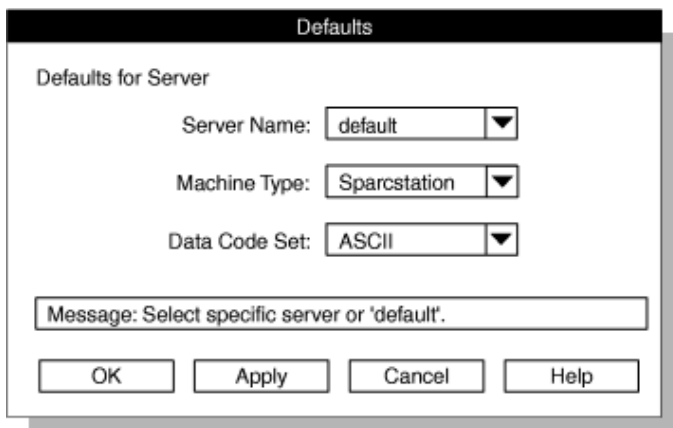 Defaults
Defaults for Server
Server Name: default
Machine Type: Sparcstation
Data Code Set: ASCII
Message: Select specific server or 'default'.
OK Apply Cancel Help